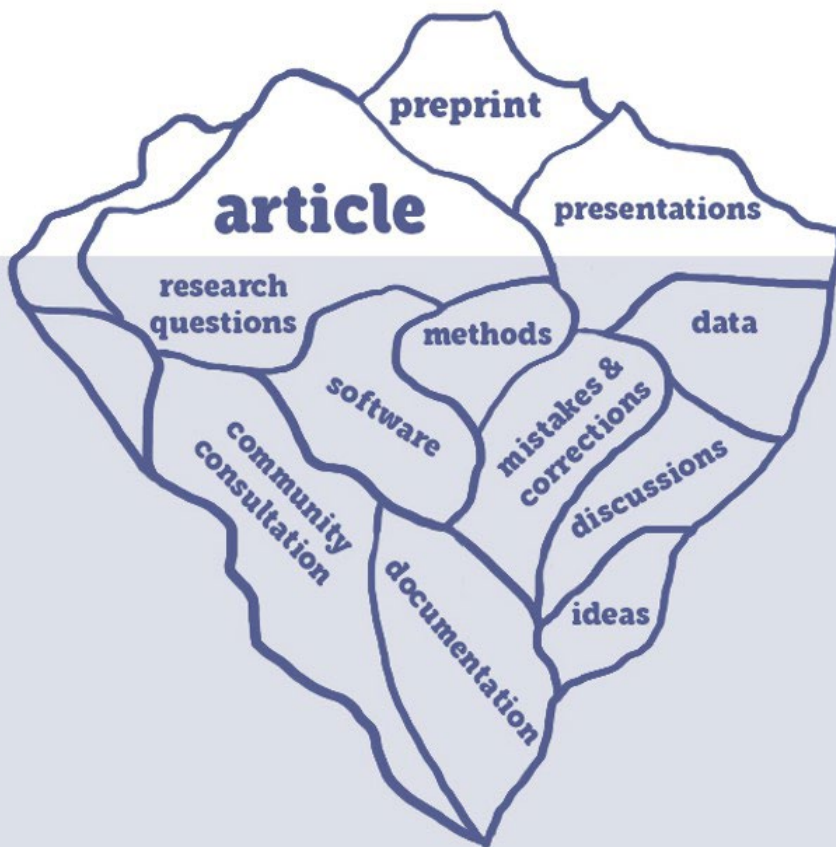 preprint
article
presentations
research
questions
methods
data
software
mistakes &
corrections
community
consultation
discussions
documentation
ideas